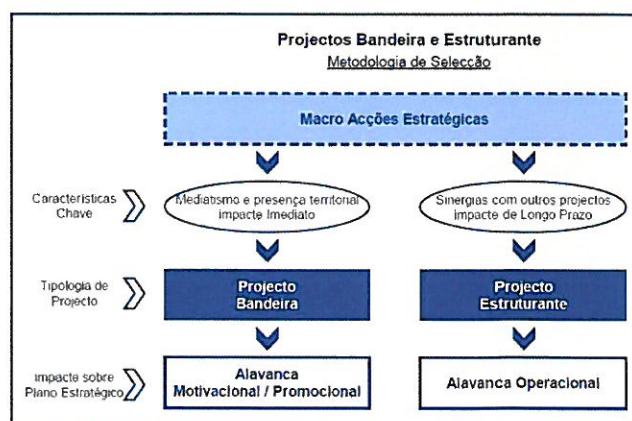 Projectos Bandeira e Estruturante
Metodologia de Selecção
Macro Acções Estratégicas
Características
Chave
Mediatismo e presença territorial
impacte Imediato
Sinergias com outros projectos
impacte de Longo Prazo
Tipologia de
Projecto
Projecto
Bandeira
Projecto
Estruturante
Impacte sobre
Plano Estratégico
Alavanca
Motivacional / Promocional
Alavanca Operacional